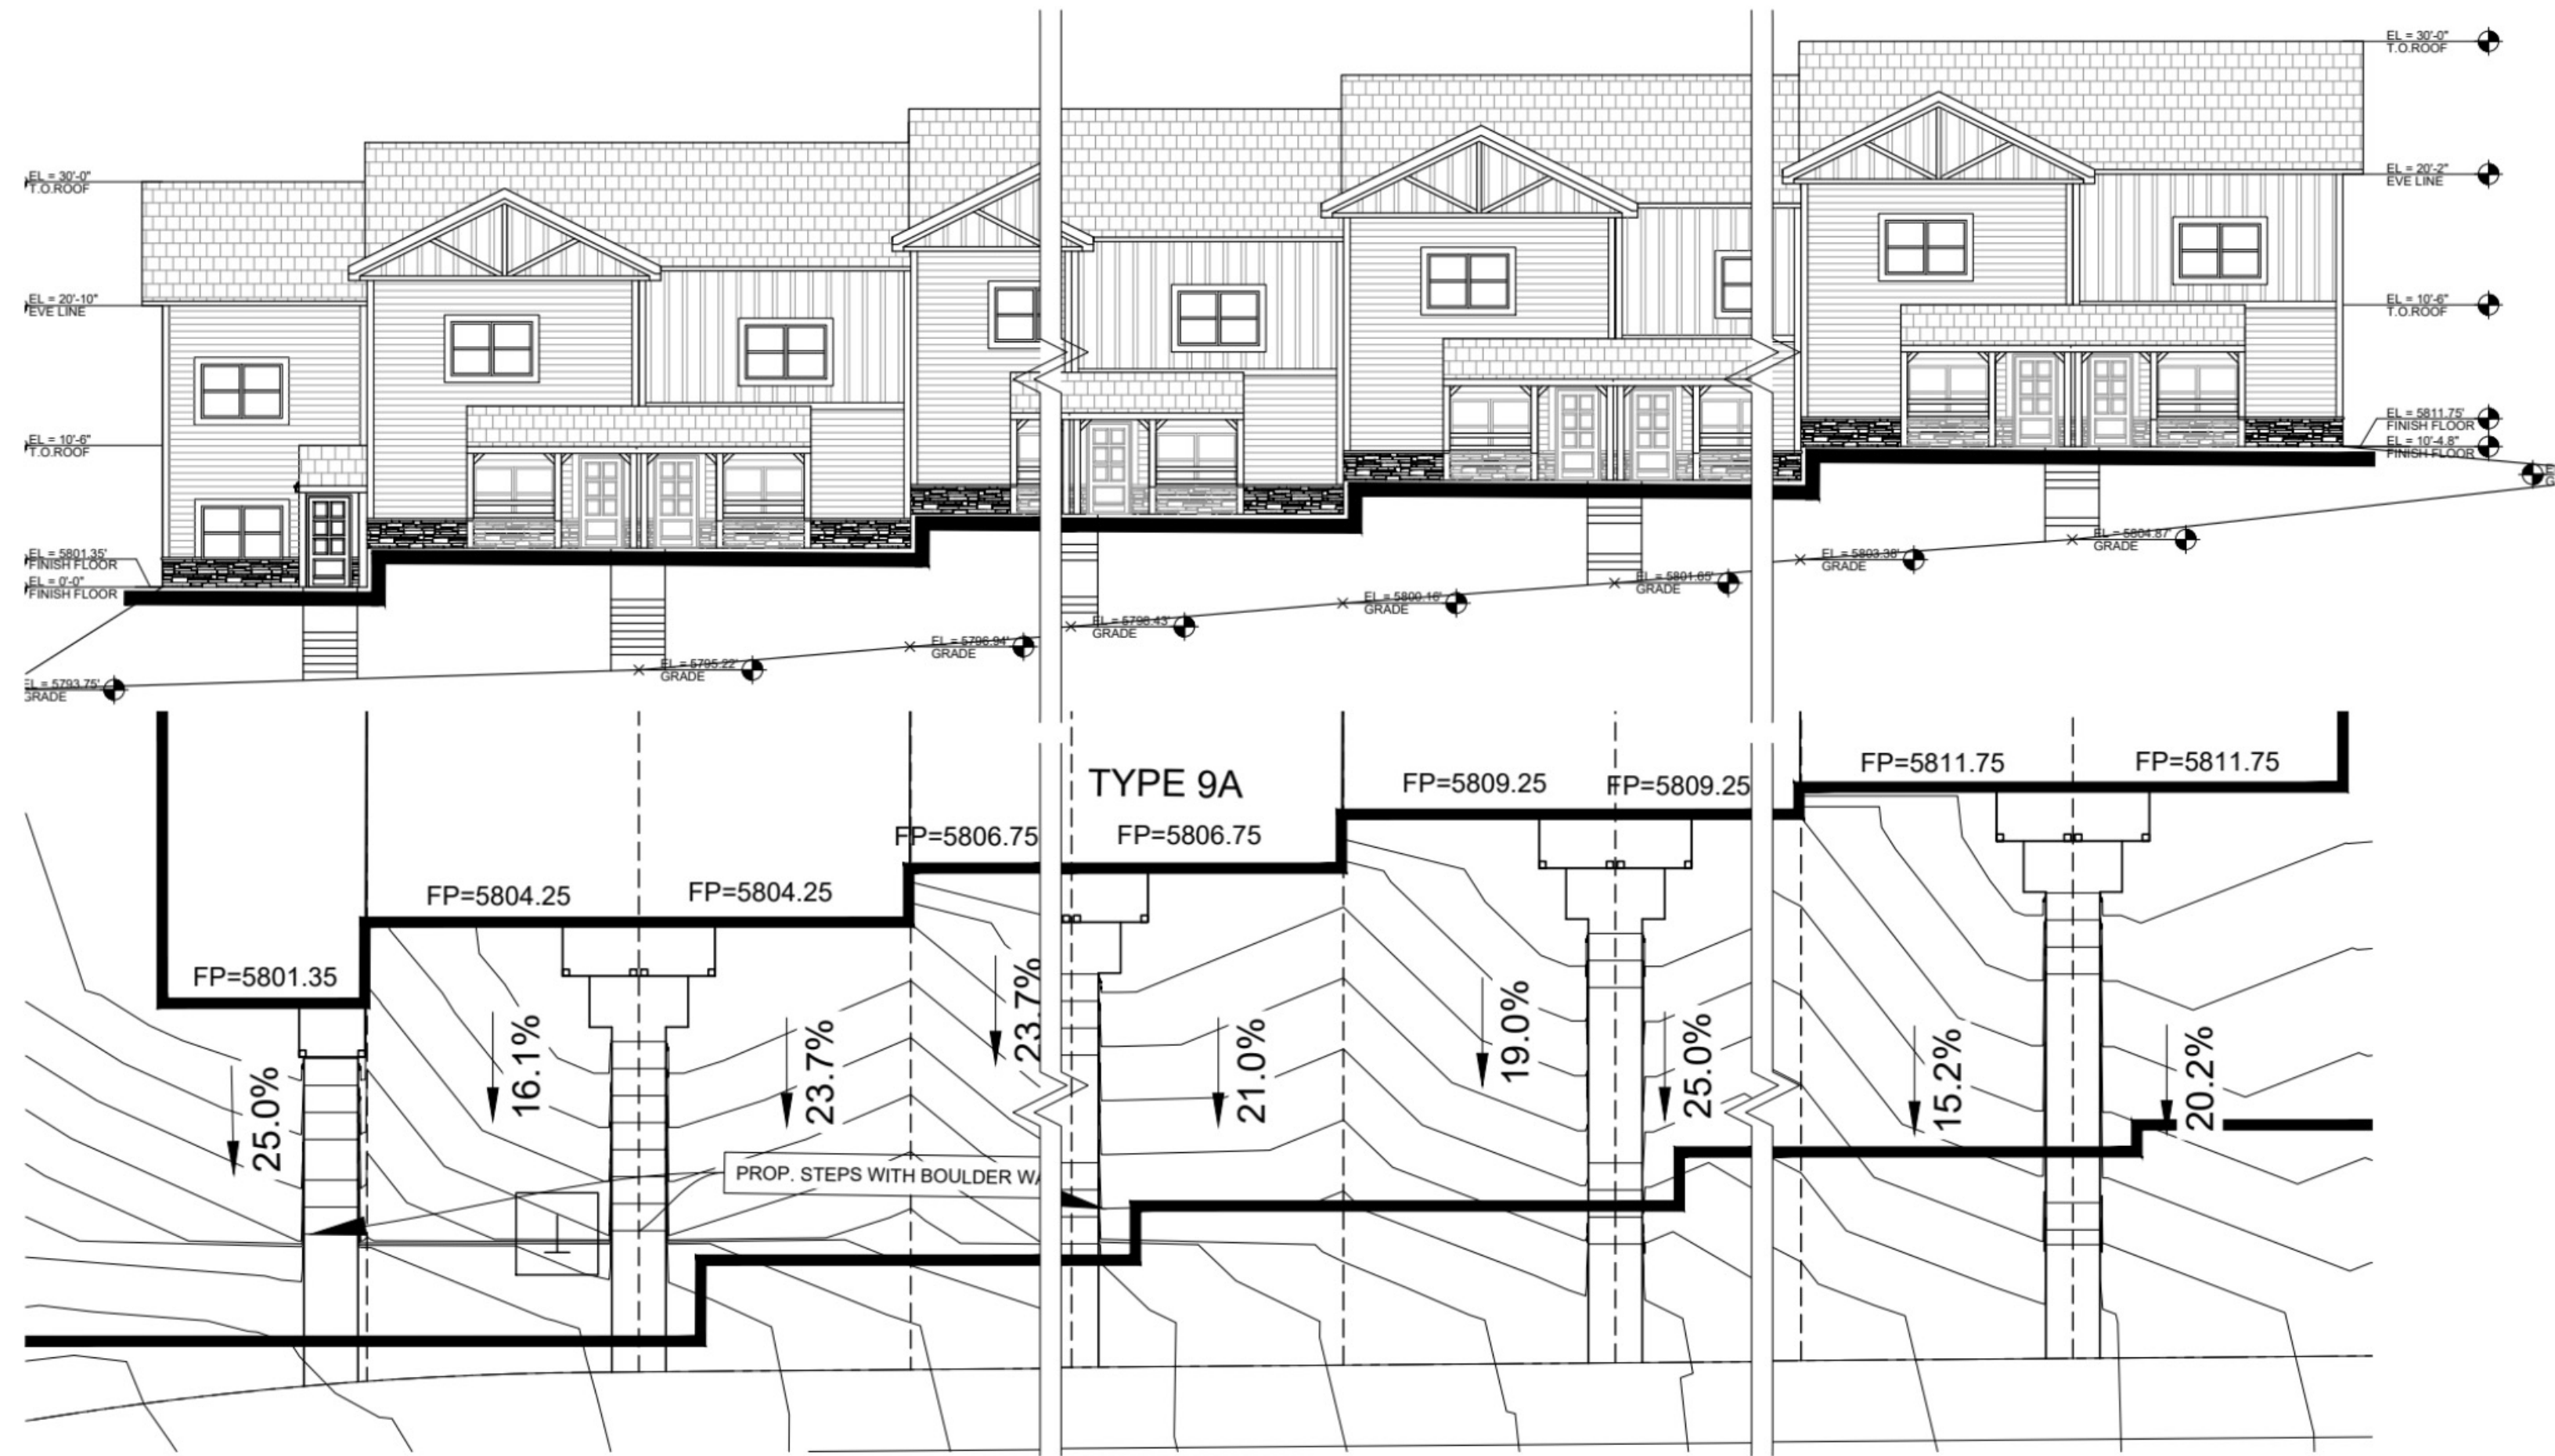 EL = 30'-0"
T.O.ROOF
EL = 20'-2"
EVE LINE
EL = 10'-6"
T.O.ROOF
EL = 5811.75'
FINISH FLOOR
EL = 10'-4.8"
FINISH FLOOR
EL = 30'-0"
T.O.ROOF
EL = 20'-10"
EVE LINE
EL = 10'-6"
T.O.ROOF
EL = 5801.35'
FINISH FLOOR
EL = 0'-0"
FINISH FLOOR
EL = 5793.75'
GRADE
EL = 5795.22'
GRADE
EL = 5796.94'
GRADE
EL = 5798.43'
GRADE
EL = 5800.16'
GRADE
EL = 5801.65'
GRADE
EL = 5803.38'
GRADE
EL = 5804.87'
GRADE
TYPE 9A
FP=5801.35
FP=5804.25
FP=5804.25
FP=5806.75
FP=5806.75
FP=5809.25
FP=5809.25
FP=5811.75
FP=5811.75
25.0%
16.1%
23.7%
23.7%
21.0%
19.0%
25.0%
15.2%
20.2%
PROP. STEPS WITH BOULDER